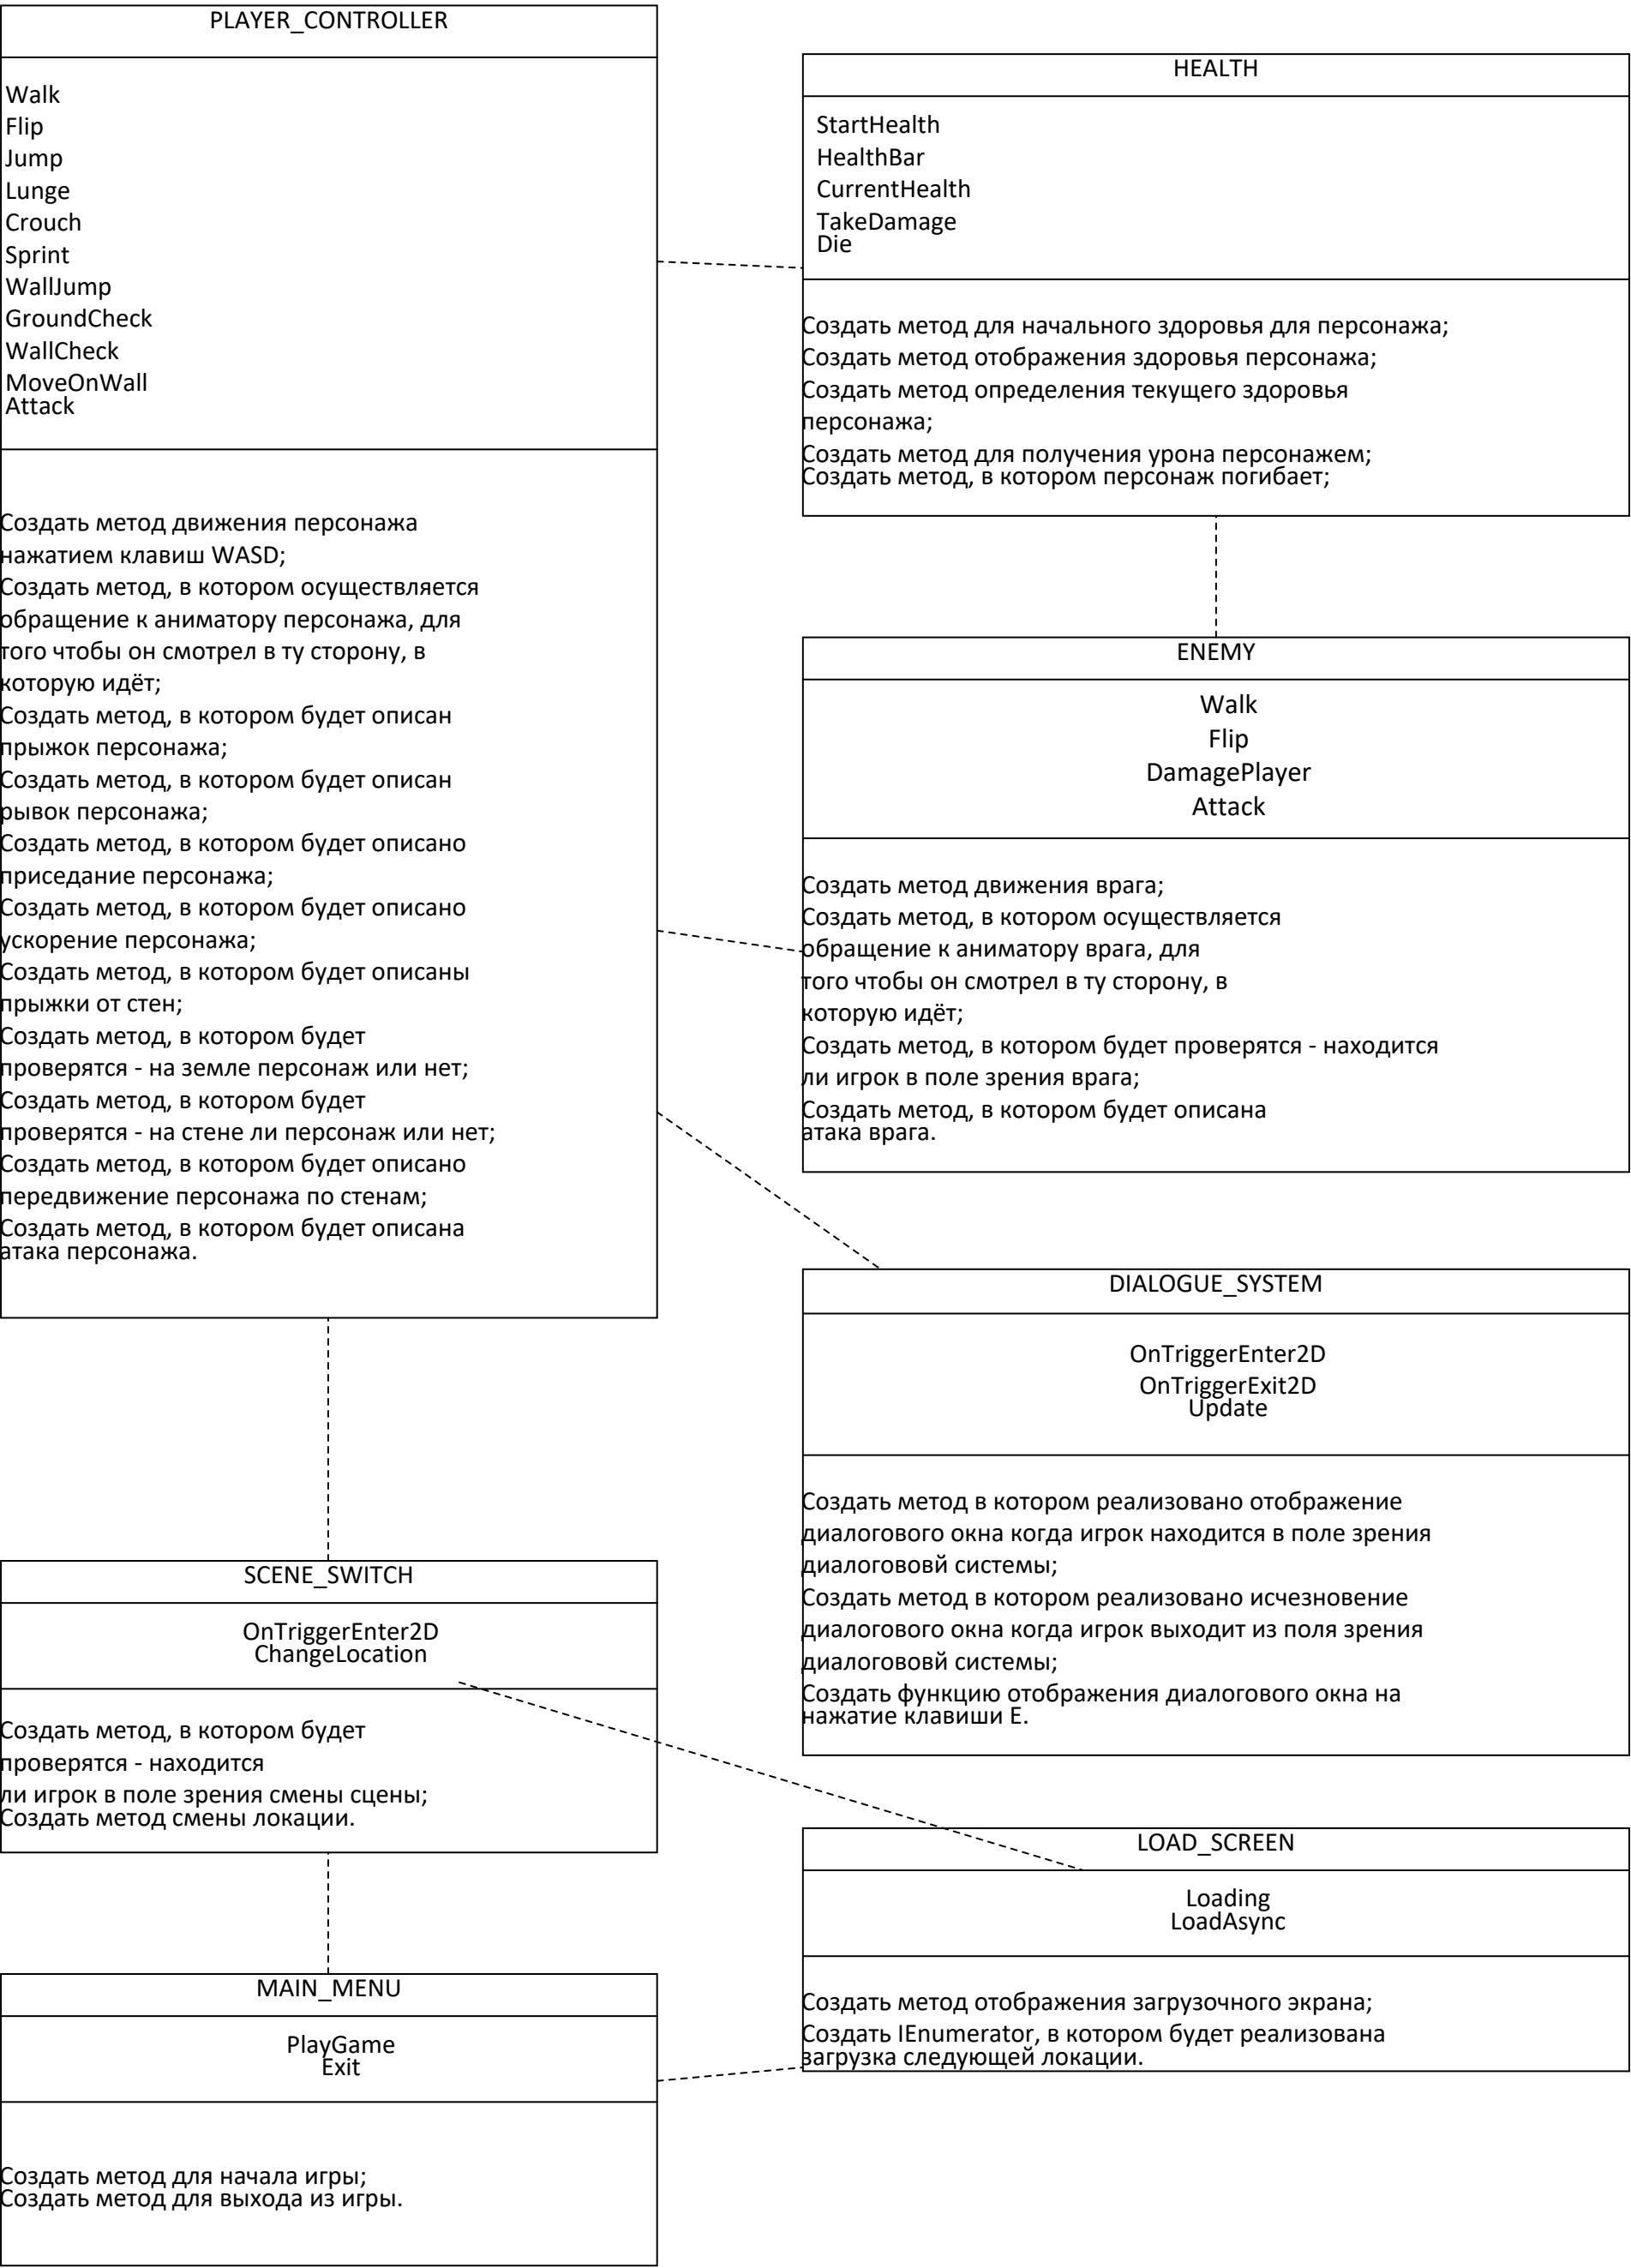 PLAYER_CONTROLLER
Walk
Flip
Jump
Lunge
Crouch
Sprint
WallJump
GroundCheck
WallCheck
MoveOnWall
Attack
Создать метод движения персонажа
нажатием клавиш WASD;
Создать метод, в котором осуществляется
обращение к аниматору персонажа, для
того чтобы он смотрел в ту сторону, в
которую идёт;
Создать метод, в котором будет описан
прыжок персонажа;
Создать метод, в котором будет описан
рывок персонажа;
Создать метод, в котором будет описано
приседание персонажа;
Создать метод, в котором будет описано
ускорение персонажа;
Создать метод, в котором будет описаны
прыжки от стен;
Создать метод, в котором будет
проверятся - на земле персонаж или нет;
Создать метод, в котором будет
проверятся - на стене ли персонаж или нет;
Создать метод, в котором будет описано
передвижение персонажа по стенам;
Создать метод, в котором будет описана
атака персонажа.
HEALTH
StartHealth
HealthBar
CurrentHealth
TakeDamage
Die
Создать метод для начального здоровья для персонажа;
Создать метод отображения здоровья персонажа;
Создать метод определения текущего здоровья
персонажа;
Создать метод для получения урона персонажем;
Создать метод, в котором персонаж погибает;
ENEMY
Walk
Flip
DamagePlayer
Attack
Создать метод движения врага;
Создать метод, в котором осуществляется
обращение к аниматору врага, для
того чтобы он смотрел в ту сторону, в
которую идёт;
Создать метод, в котором будет проверятся - находится
ли игрок в поле зрения врага;
Создать метод, в котором будет описана
атака врага.
DIALOGUE_SYSTEM
OnTriggerEnter2D
OnTriggerExit2D
Update
Создать метод в котором реализовано отображение
диалогового окна когда игрок находится в поле зрения
диалогововй системы;
Создать метод в котором реализовано исчезновение
диалогового окна когда игрок выходит из поля зрения
диалогововй системы;
Создать функцию отображения диалогового окна на
нажатие клавиши E.
SCENE_SWITCH
OnTriggerEnter2D
ChangeLocation
Создать метод, в котором будет
проверятся - находится
ли игрок в поле зрения смены сцены;
Создать метод смены локации.
LOAD_SCREEN
Loading
LoadAsync
Создать метод отображения загрузочного экрана;
Создать IEnumerator, в котором будет реализована
загрузка следующей локации.
MAIN_MENU
PlayGame
Exit
Создать метод для начала игры;
Создать метод для выхода из игры.